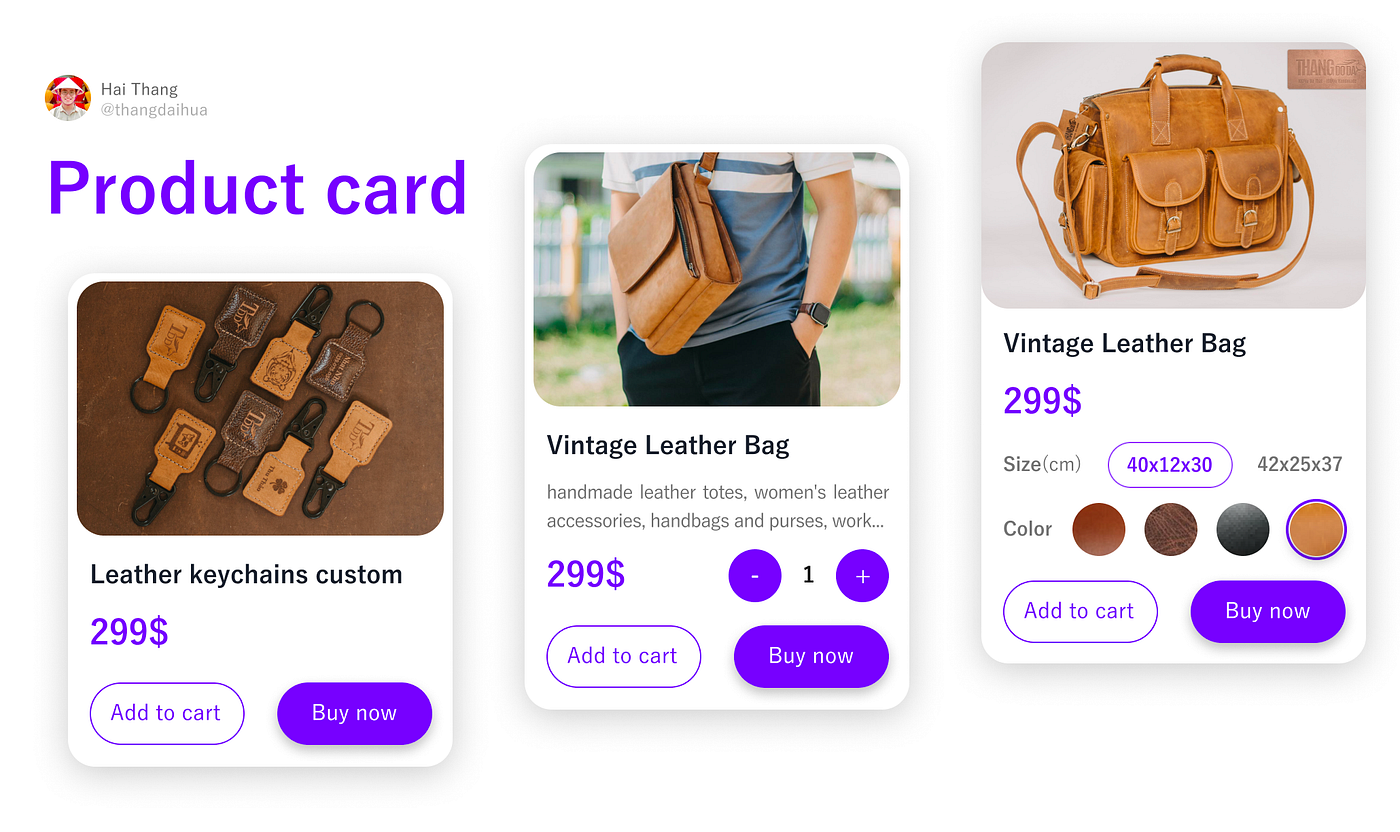 Hai Thang
@thangdaihua
Product card
Leather keychains custom
299$
Add to cart
Buy now
Vintage Leather Bag
handmade leather totes, women's leather
accessories, handbags and purses, work...
299$
-
1
+
Add to cart
Buy now
THANG
Vintage Leather Bag
299$
Size(cm)
40x12x30
42x25x37
Color
Add to cart
Buy now